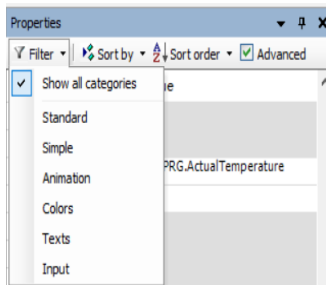 Properties
Filter Sort by Sort order Advanced
Show all categories
Standard
Simple
PRG.ActualTemperature
Animation
Colors
Texts
Input